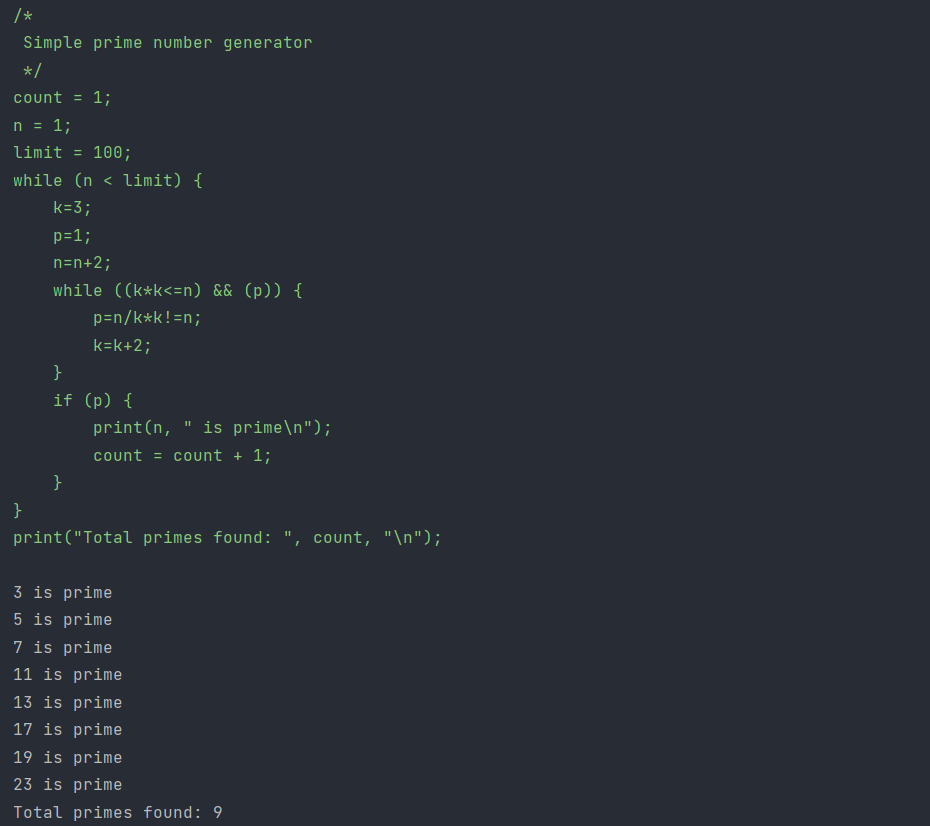 /*
 Simple prime number generator
 */
count = 1;
n = 1;
limit = 100;
while (n < limit) {
    k=3;
    p=1;
    n=n+2;
    while ((k*k<=n) && (p)) {
        p=n/k*k!=n;
        k=k+2;
    }
    if (p) {
        print(n, " is prime\n");
        count = count + 1;
    }
}
print("Total primes found: ", count, "\n");

3 is prime
5 is prime
7 is prime
11 is prime
13 is prime
17 is prime
19 is prime
23 is prime
Total primes found: 9